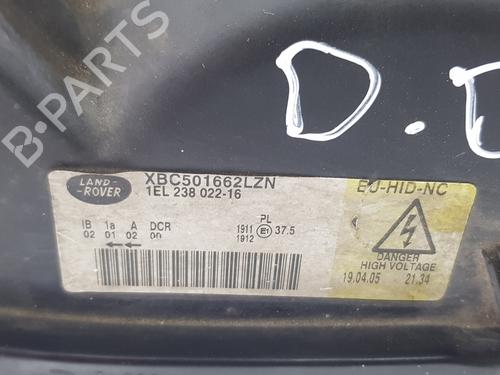 B-PARTS
D.
LAND-
ROVER
XBC501662LZN
1EL 238 022-16
EU-HID-NC
IB 1a A DCR
02 01 02 00
PL
1911 E1 37.5
1912
DANGER
HIGH VOLTAGE
19.04.05 21.34